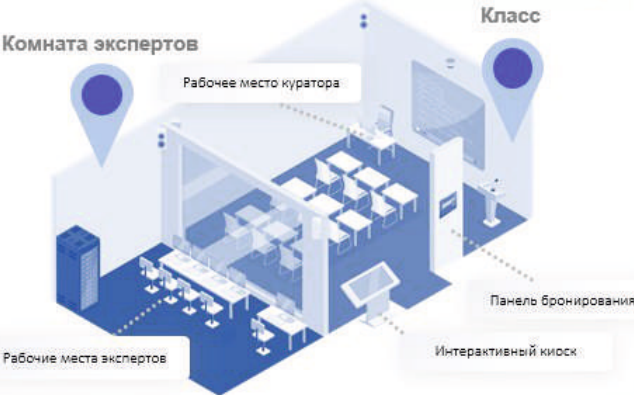 Класс
Комната экспертов
Рабочее место куратора
Панель бронирования
Интерактивный киоск
Рабочие места экспертов